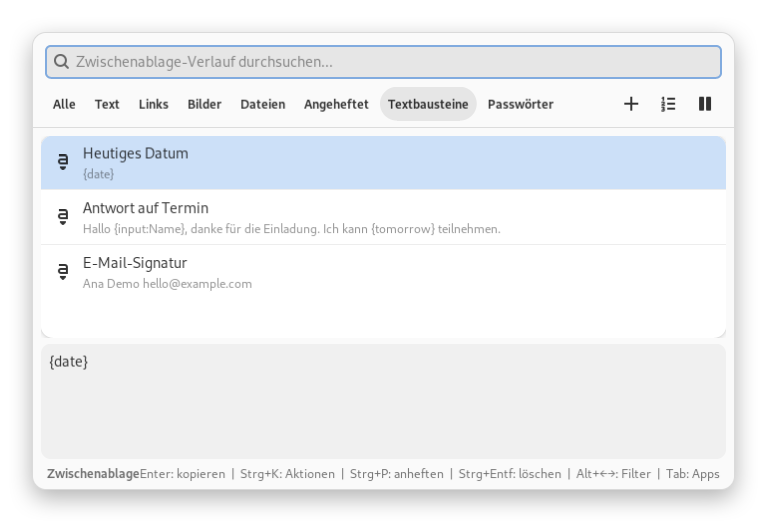 Zwischenablage-Verlauf durchsuchen...
Alle Text Links Bilder Dateien Angeheftet Textbausteine Passwörter
Heutiges Datum
{date}
Antwort auf Termin
Hallo {input:Name}, danke für die Einladung. Ich kann {tomorrow} teilnehmen.
E-Mail-Signatur
Ana Demo hello@example.com
{date}
ZwischenablageEnter: kopieren | Strg+K: Aktionen | Strg+P: anheften | Strg+Entf: löschen | Alt+←→: Filter | Tab: Apps